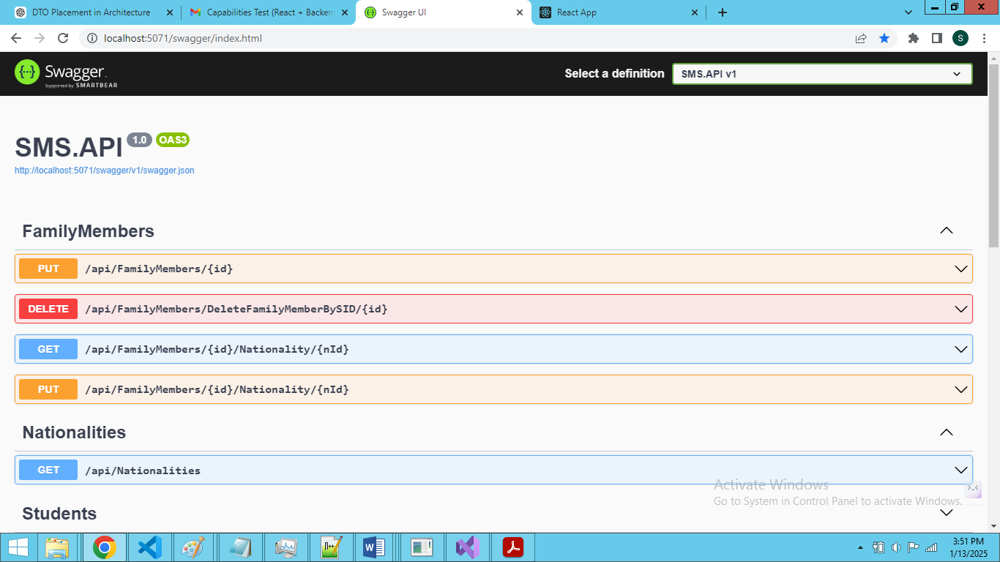 DTO Placement in Architecture
Capabilities Test (React + Backen
Swagger UI
React App
localhost:5071/swagger/index.html
S
Swagger
Supported by SMARTBEAR
Select a definition
SMS.API v1
SMS.API 1.0 OAS3
http://localhost:5071/swagger/v1/swagger.json
FamilyMembers
PUT /api/FamilyMembers/{id}
DELETE /api/FamilyMembers/DeleteFamilyMemberBySID/{id}
GET /api/FamilyMembers/{id}/Nationality/{nId}
PUT /api/FamilyMembers/{id}/Nationality/{nId}
Nationalities
GET /api/Nationalities
Activate Windows
Go to System in Control Panel to activate Windows.
Students
3:51 PM
1/13/2025